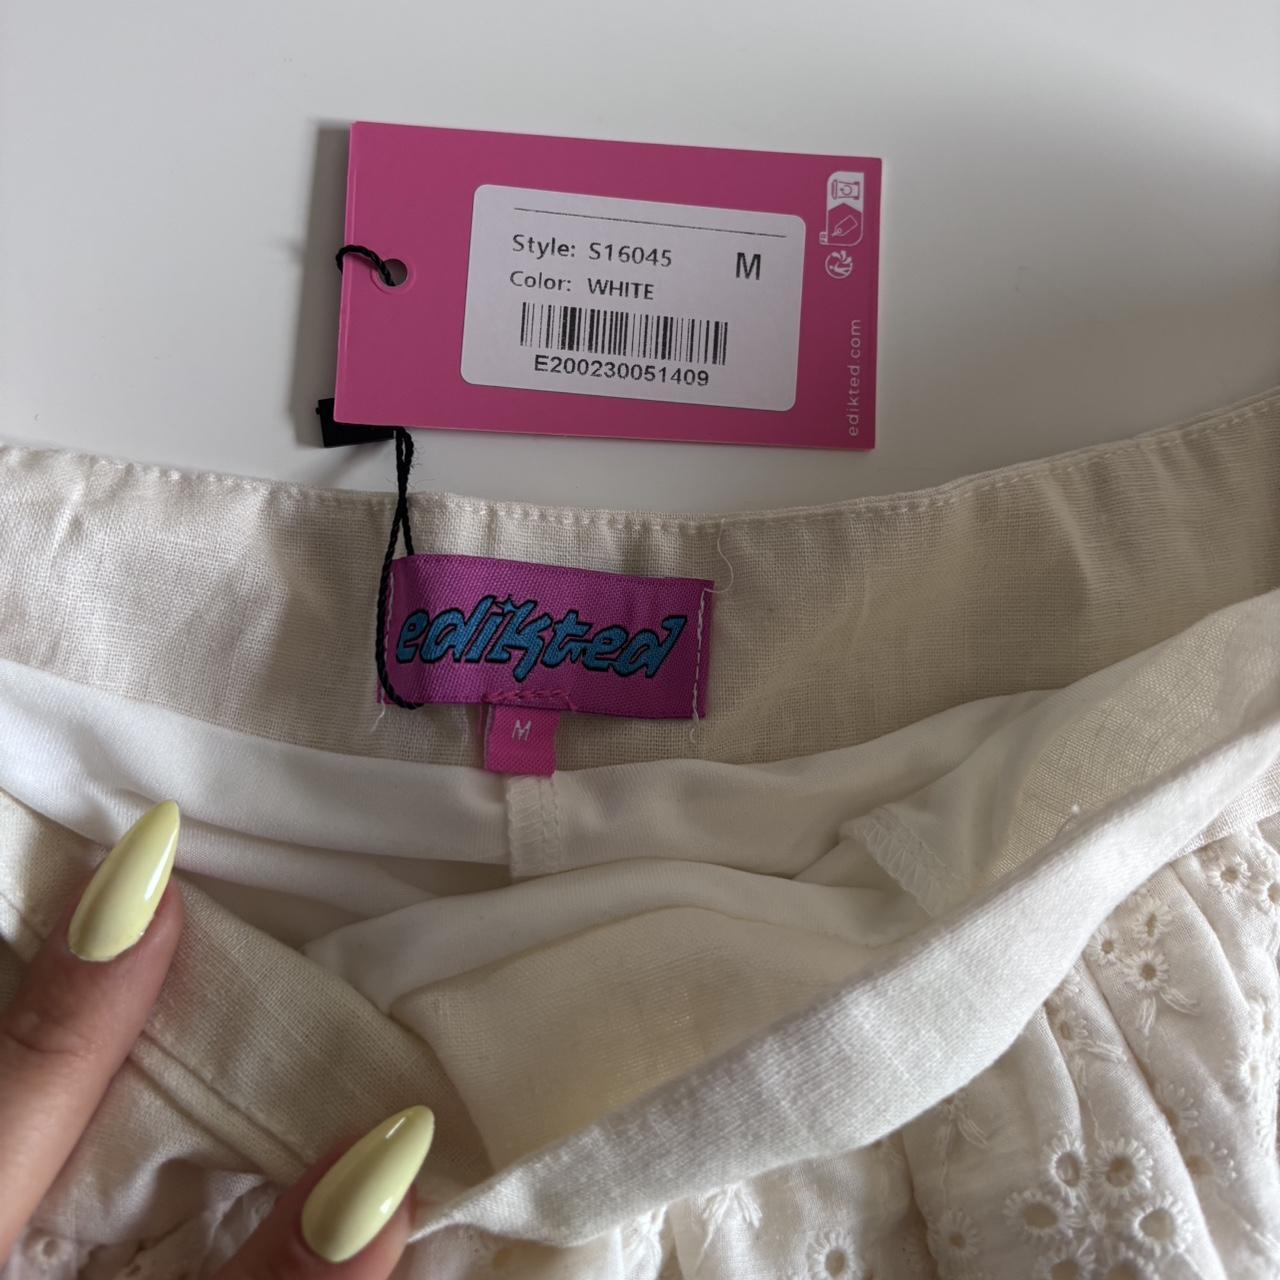 Style: S16045 M
Color: WHITE
E200230051409
edikted.com
edikted
M